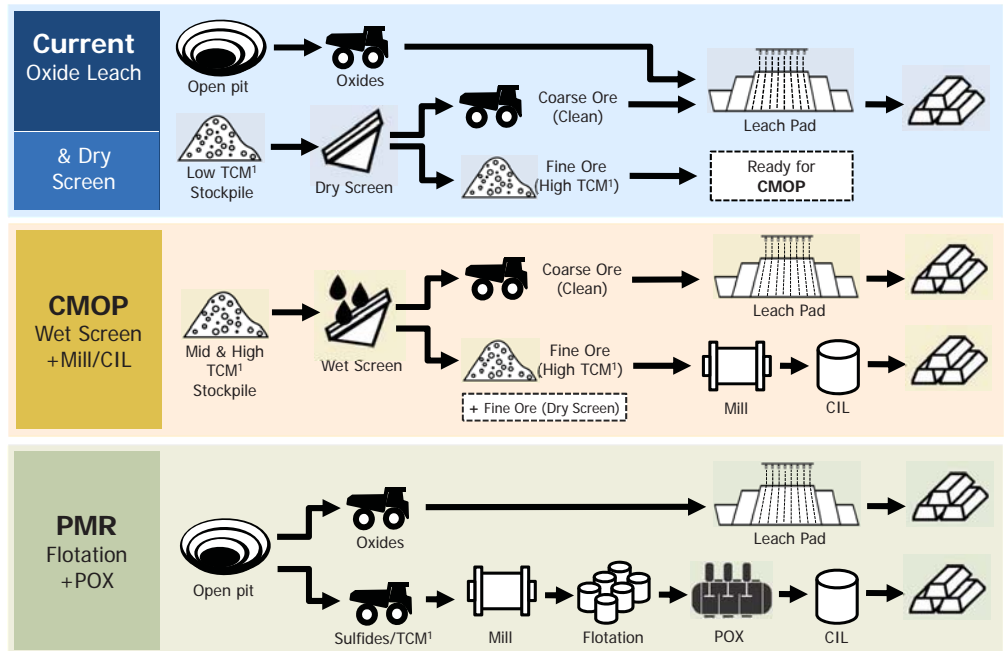 Current
Oxide Leach
& Dry
Screen
Open pit
Oxides
Coarse Ore
(Clean)
Leach Pad
Low TCM¹
Stockpile
Dry Screen
Fine Ore
(High TCM¹)
Ready for
CMOP
CMOP
Wet Screen
+Mill/CIL
Mid & High
TCM¹
Stockpile
Wet Screen
Coarse Ore
(Clean)
Leach Pad
Fine Ore
(High TCM¹)
+ Fine Ore (Dry Screen)
Mill
CIL
PMR
Flotation
+POX
Open pit
Oxides
Leach Pad
Sulfides/TCM¹
Mill
Flotation
POX
CIL